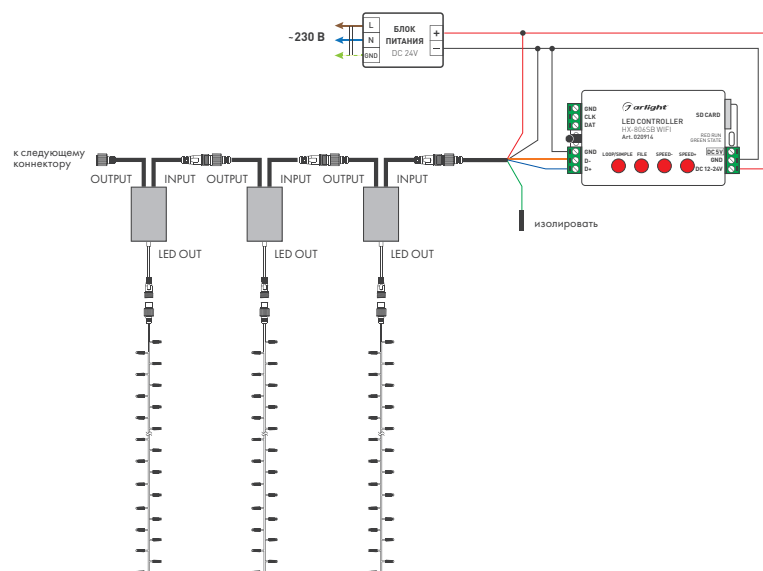 ~230 В
L
N
GND
БЛОК
ПИТАНИЯ
DC 24V
+
–
GND
CLK
DAT
arlight
LED CONTROLLER
HX-806SB WIFI
Art. 020914
SD CARD
RED RUN
GREEN STATE
GND
D-
D+
LOOP/SIMPLE FILE SPEED- SPEED+
DC 5V
GND
DC 12-24V
к следующему
коннектору
OUTPUT INPUT OUTPUT INPUT OUTPUT INPUT
изолировать
LED OUT LED OUT LED OUT